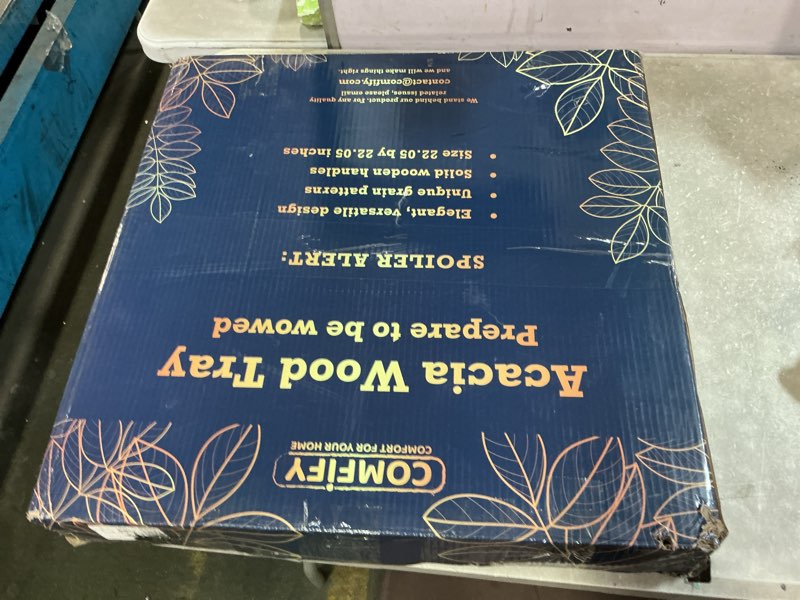 COMFiFY
COMFORT FOR YOUR HOME
Acacia Wood Tray
Prepare to be wowed
SPOILER ALERT:
• Elegant, versatile design
• Unique grain patterns
• Solid wooden handles
• Size 22.05 by 22.05 inches
We stand behind our product. For any quality
related issues, please email
contact@comfify.com
and we will make things right.